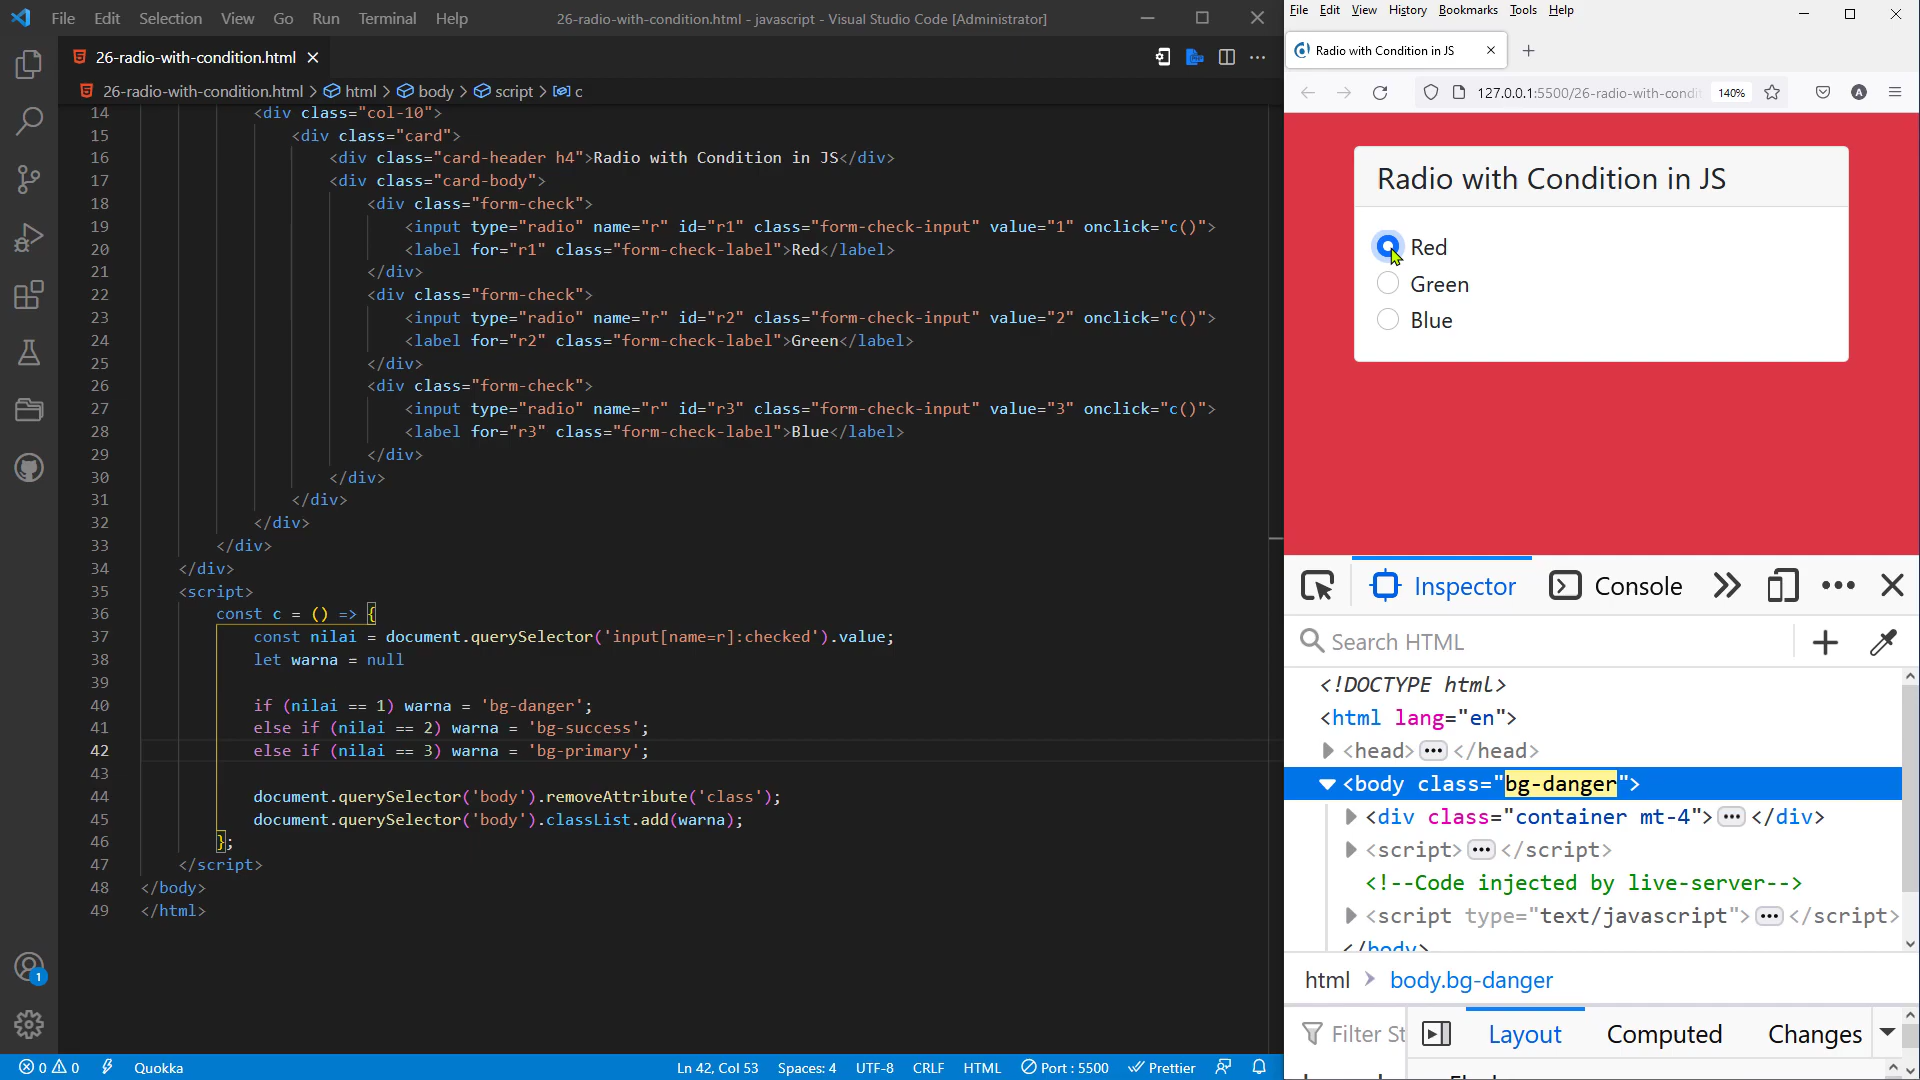 File Edit Selection View Go Run Terminal Help
26-radio-with-condition.html - javascript - Visual Studio Code [Administrator]
26-radio-with-condition.html
26-radio-with-condition.html > html > body > script > c
14 <div class="col-10">
15 <div class="card">
16 <div class="card-header h4">Radio with Condition in JS</div>
17 <div class="card-body">
18 <div class="form-check">
19 <input type="radio" name="r" id="r1" class="form-check-input" value="1" onclick="c()">
20 <label for="r1" class="form-check-label">Red</label>
21 </div>
22 <div class="form-check">
23 <input type="radio" name="r" id="r2" class="form-check-input" value="2" onclick="c()">
24 <label for="r2" class="form-check-label">Green</label>
25 </div>
26 <div class="form-check">
27 <input type="radio" name="r" id="r3" class="form-check-input" value="3" onclick="c()">
28 <label for="r3" class="form-check-label">Blue</label>
29 </div>
30 </div>
31 </div>
32 </div>
33 </div>
34 </div>
35 <script>
36 const c = () => {
37 const nilai = document.querySelector('input[name=r]:checked').value;
38 let warna = null
39
40 if (nilai == 1) warna = 'bg-danger';
41 else if (nilai == 2) warna = 'bg-success';
42 else if (nilai == 3) warna = 'bg-primary';
43
44 document.querySelector('body').removeAttribute('class');
45 document.querySelector('body').classList.add(warna);
46 };
47 </script>
48 </body>
49 </html>
1
0 0 Quokka
Ln 42, Col 53 Spaces: 4 UTF-8 CRLF HTML Port : 5500 Prettier
File Edit View History Bookmarks Tools Help
Radio with Condition in JS
127.0.0.1:5500/26-radio-with-condit 140% A
Radio with Condition in JS
Red
Green
Blue
Inspector Console
Search HTML
<!DOCTYPE html>
<html lang="en">
<head> ••• </head>
<body class="bg-danger">
<div class="container mt-4"> ••• </div>
<script> ••• </script>
<!--Code injected by live-server-->
<script type="text/javascript"> ••• </script>
</body>
html > body.bg-danger
Filter St Layout Computed Changes